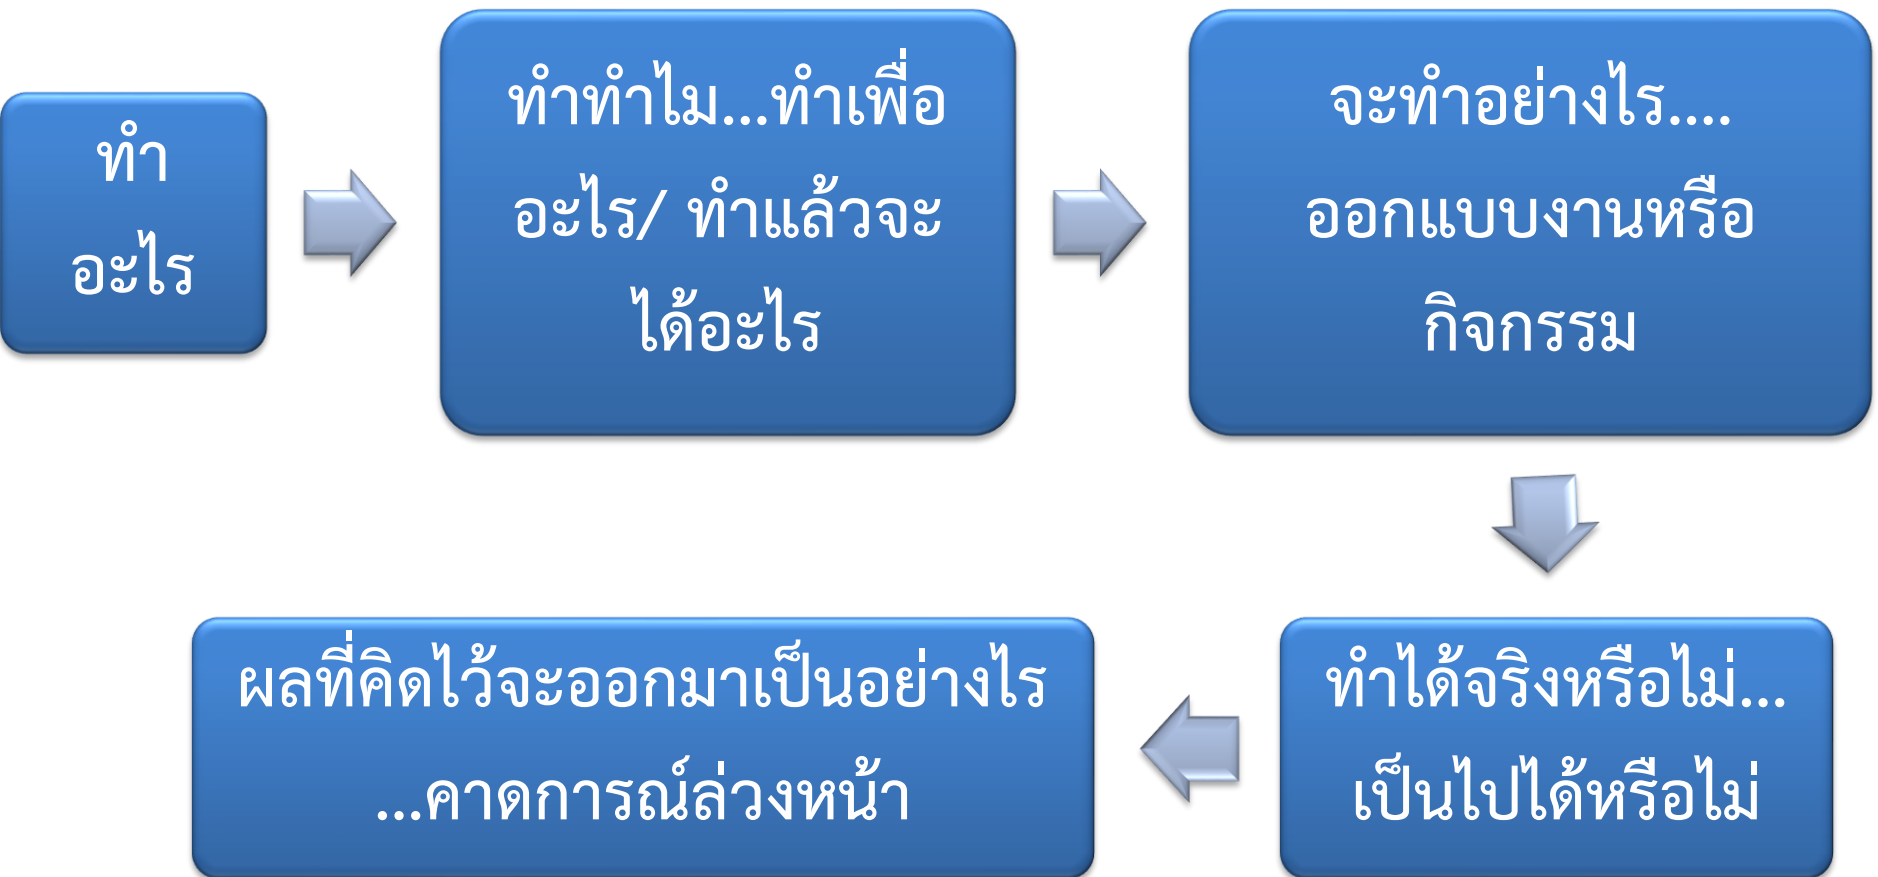 ทำ
อะไร
ทำทำไม...ทำเพื่อ
อะไร/ ทำแล้วจะ
ได้อะไร
จะทำอย่างไร....
ออกแบบงานหรือ
กิจกรรม
ทำได้จริงหรือไม่...
เป็นไปได้หรือไม่
ผลที่คิดไว้จะออกมาเป็นอย่างไร
...คาดการณ์ล่วงหน้า